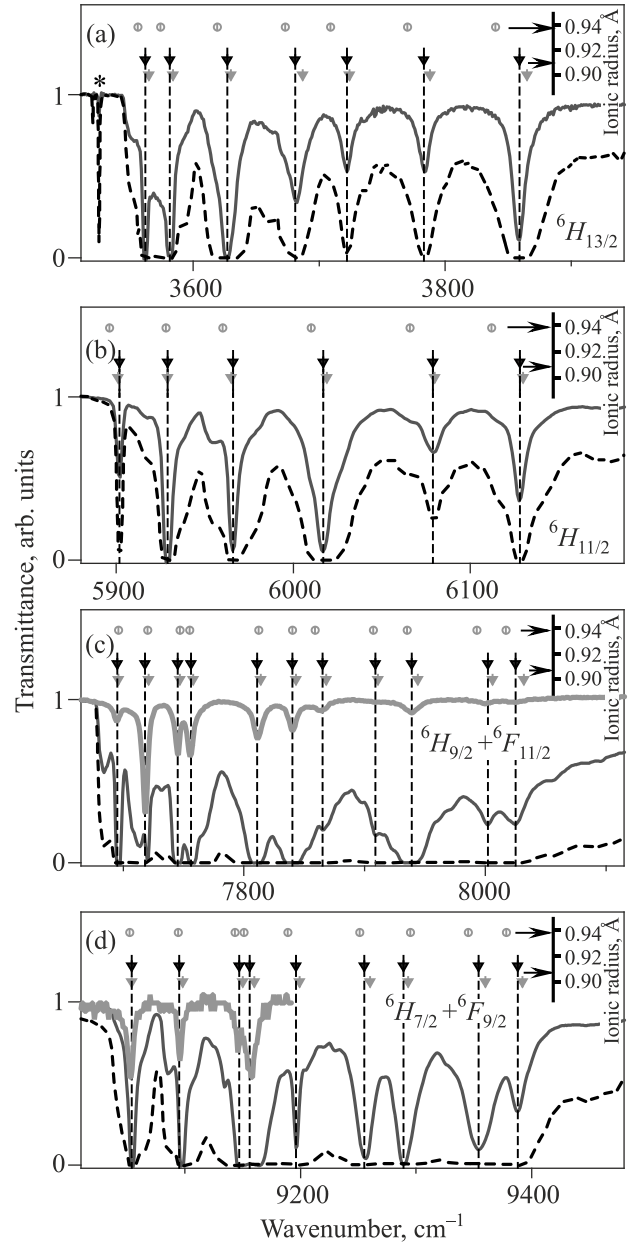 (a)
*
0.94
0.92
0.90
Ionic radius, Å
1
0
⁶H₁₃/₂
3600
3800
(b)
0.94
0.92
0.90
Ionic radius, Å
1
0
⁶H₁₁/₂
5900
6000
6100
Transmittance, arb. units
(c)
0.94
0.92
0.90
Ionic radius, Å
1
0
⁶H₉/₂ + ⁶F₁₁/₂
7800
8000
(d)
0.94
0.92
0.90
Ionic radius, Å
1
0
⁶H₇/₂ + ⁶F₉/₂
9200
9400
Wavenumber, cm⁻¹